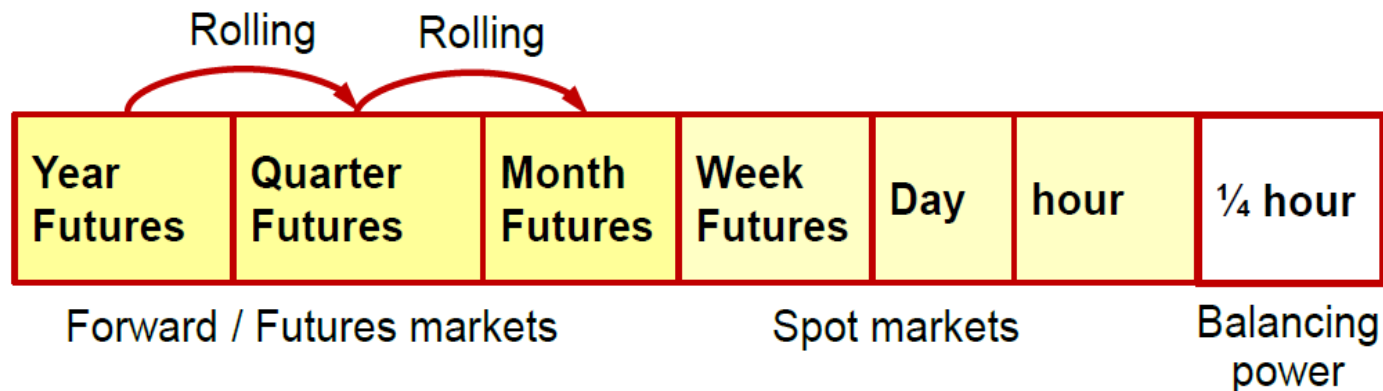 Rolling
Rolling
Year
Futures
Quarter
Futures
Month
Futures
Week
Futures
Day
hour
¼ hour
Forward / Futures markets
Spot markets
Balancing
power